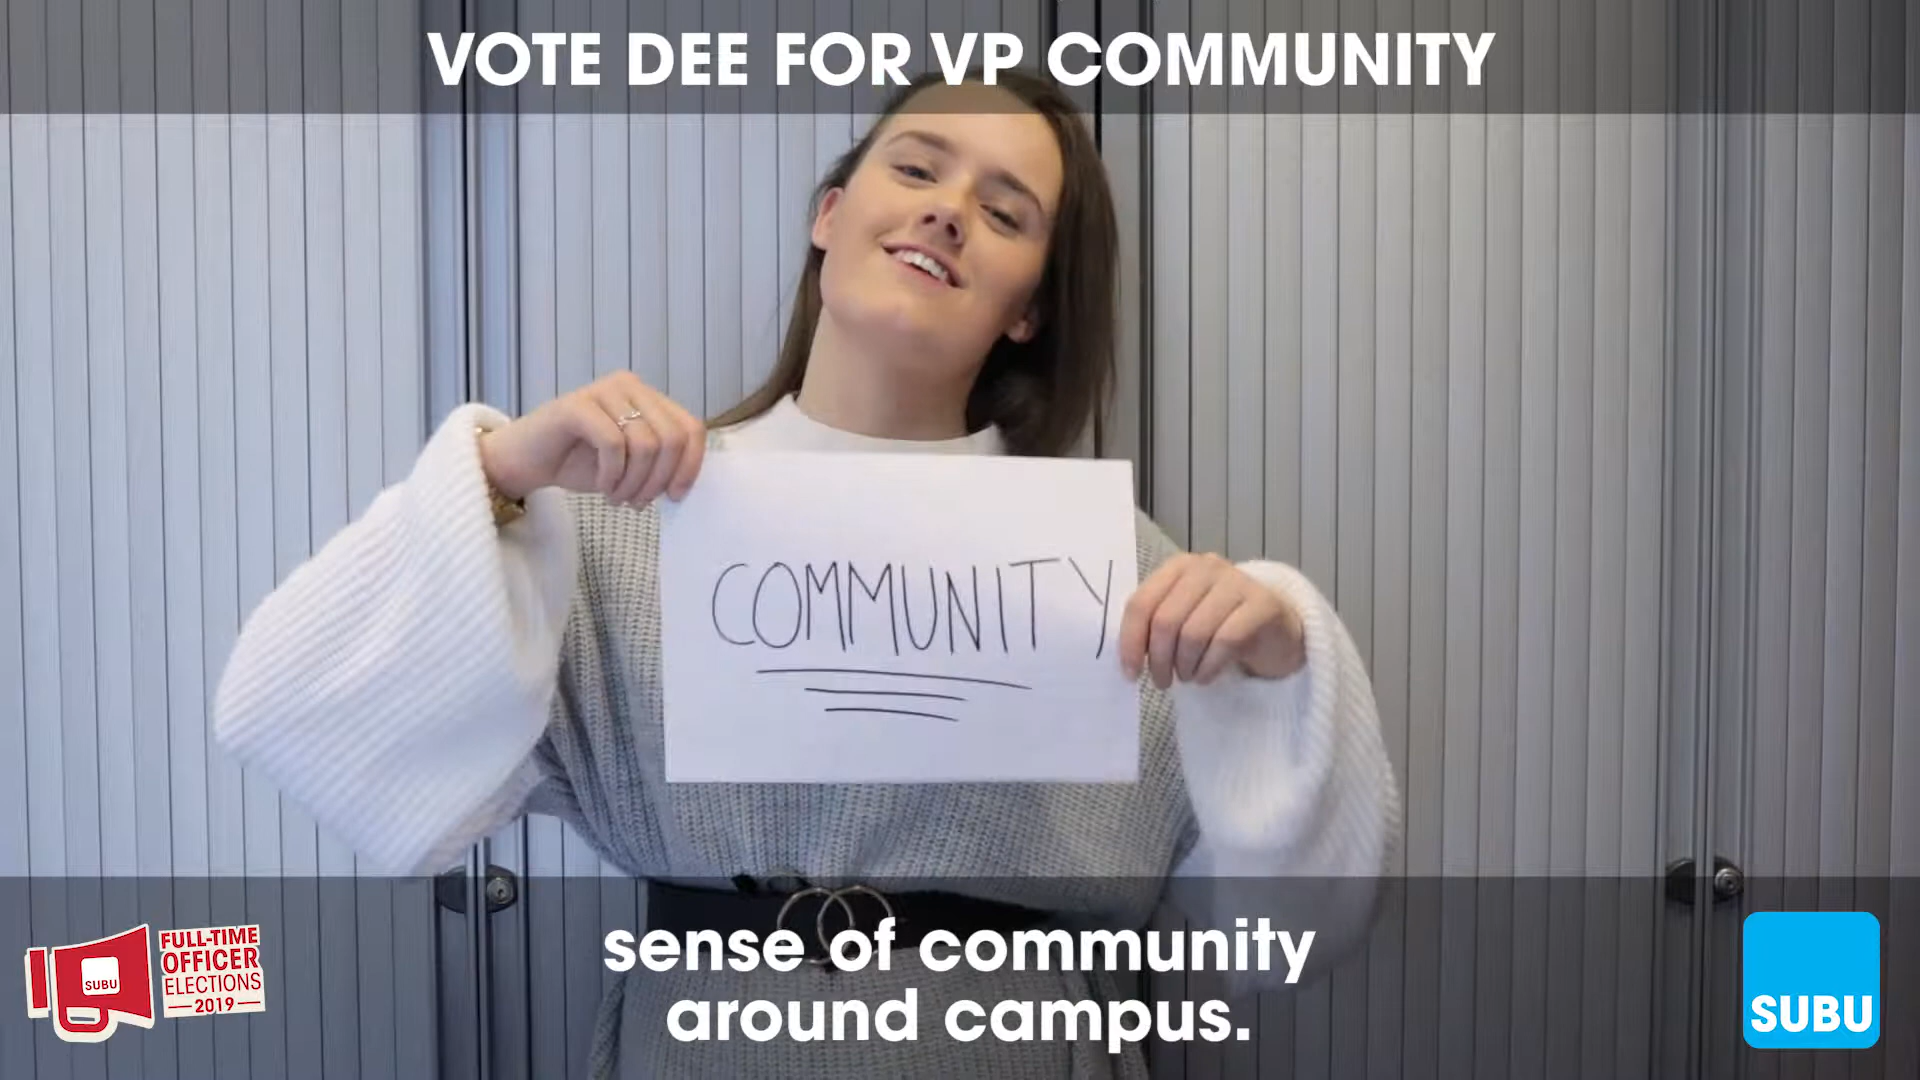 VOTE DEE FOR VP COMMUNITY
COMMUNITY
sense of community
around campus.
SUBU
FULL-TIME
OFFICER
ELECTIONS
2019
SUBU